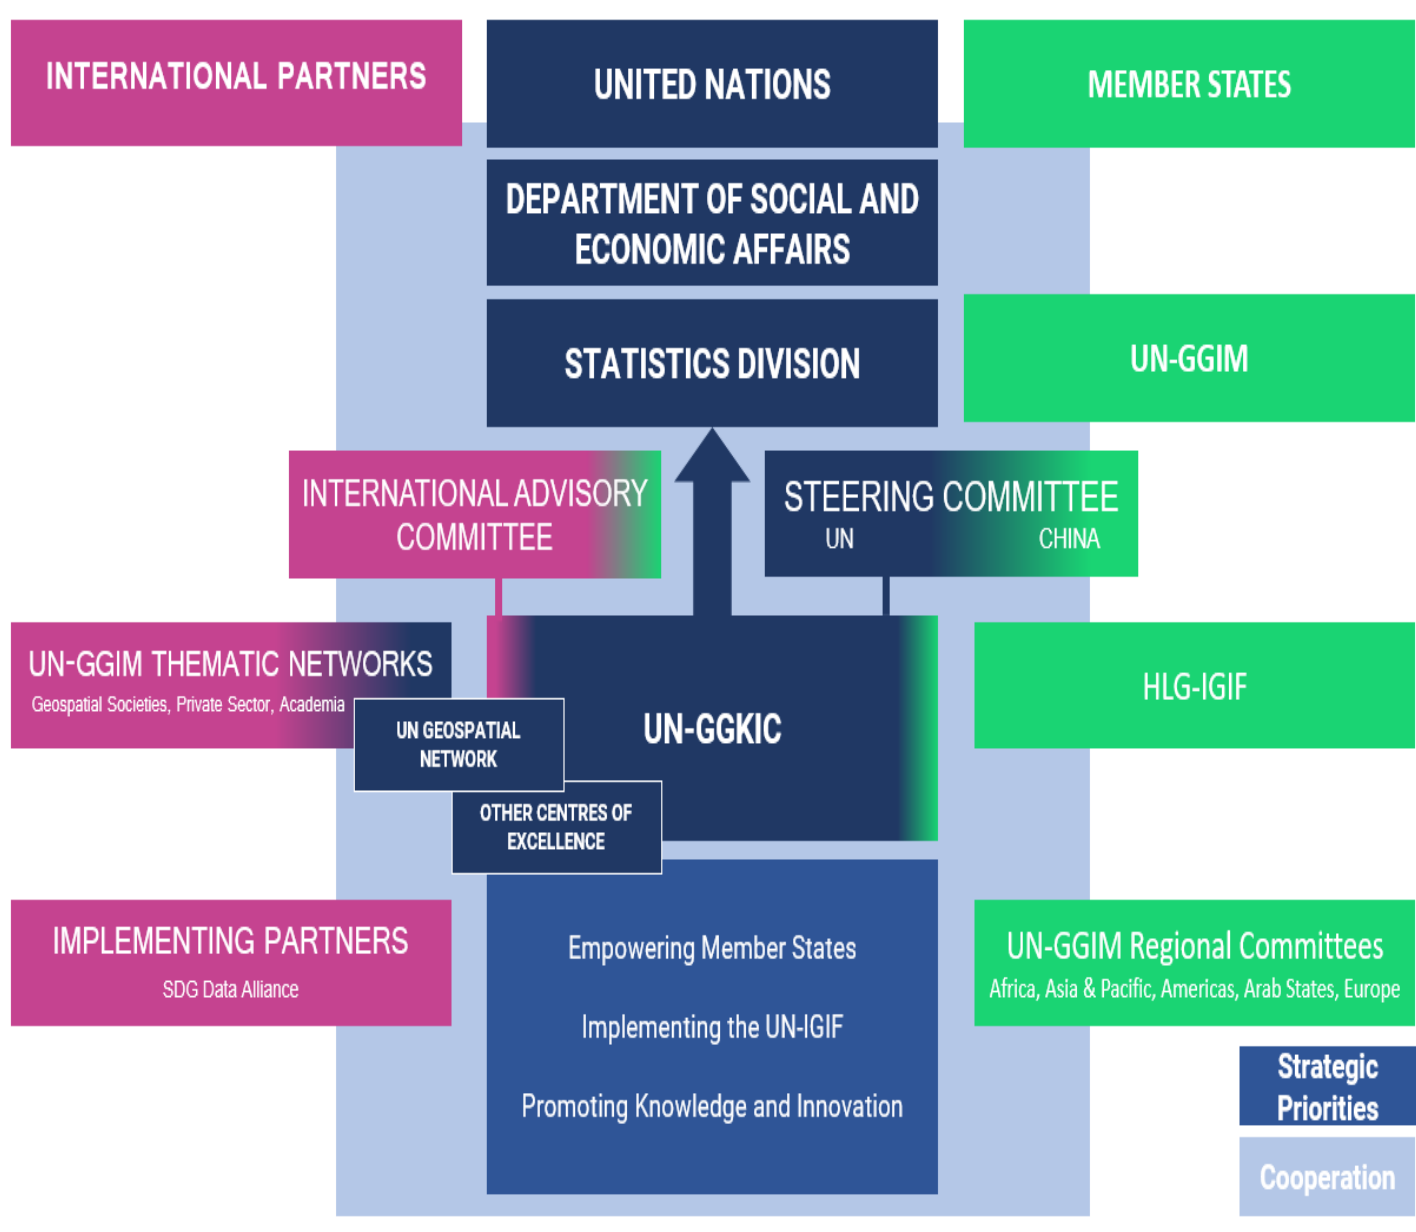 INTERNATIONAL PARTNERS
UNITED NATIONS
MEMBER STATES
DEPARTMENT OF SOCIAL AND
ECONOMIC AFFAIRS
STATISTICS DIVISION
UN-GGIM
INTERNATIONAL ADVISORY
COMMITTEE
STEERING COMMITTEE
UN
CHINA
UN-GGIM THEMATIC NETWORKS
Geospatial Societies, Private Sector, Academia
UN GEOSPATIAL
NETWORK
OTHER CENTRES OF
EXCELLENCE
UN-GGKIC
HLG-IGIF
IMPLEMENTING PARTNERS
SDG Data Alliance
Empowering Member States
Implementing the UN-IGIF
Promoting Knowledge and Innovation
UN-GGIM Regional Committees
Africa, Asia & Pacific, Americas, Arab States, Europe
Strategic
Priorities
Cooperation